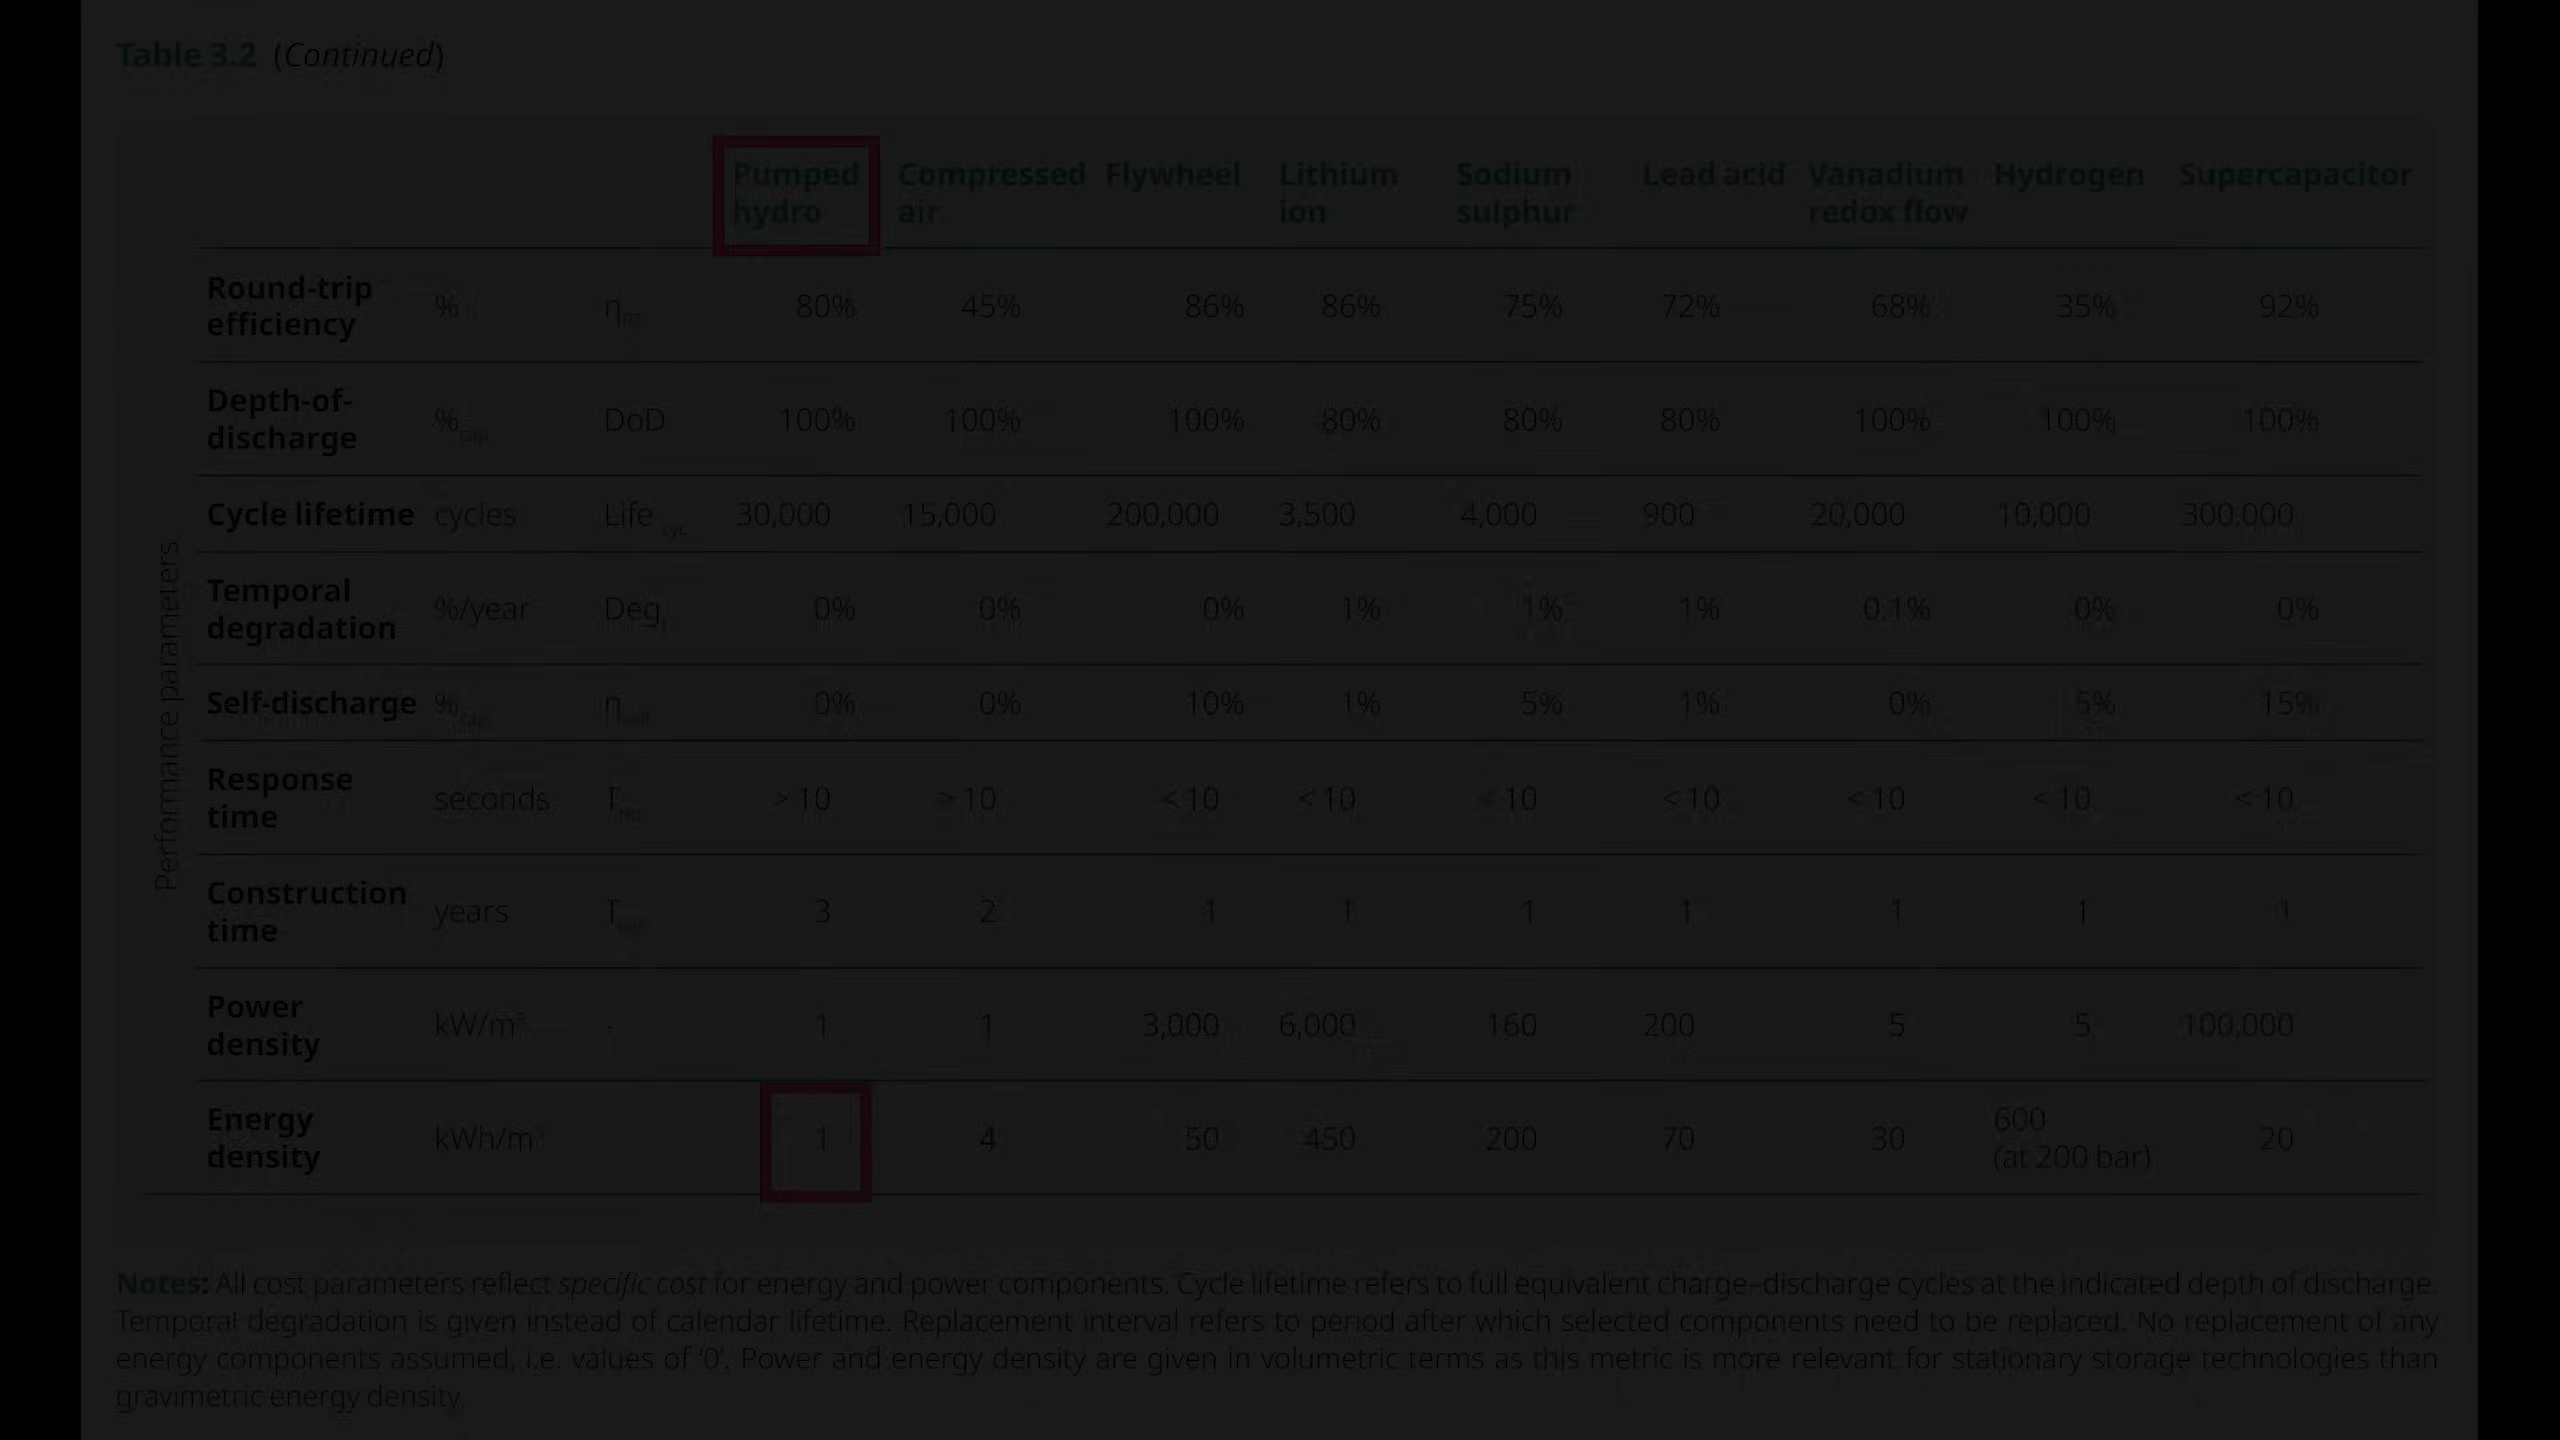 Table 3.2 (Continued)
Pumped hydro Compressed air Flywheel Lithium ion Sodium sulphur Lead acid Vanadium redox flow Hydrogen Supercapacitor
Performance parameters
Round-trip efficiency % ηrt 80% 45% 86% 86% 75% 72% 68% 35% 92%
Depth-of-discharge %cap DoD 100% 100% 100% 80% 80% 80% 100% 100% 100%
Cycle lifetime cycles Life cyc 30,000 15,000 200,000 3,500 4,000 900 20,000 10,000 300,000
Temporal degradation %/year Deg 0% 0% 0% 1% 1% 1% 0.1% 0% 0%
Self-discharge %cap η 0% 0% 10% 1% 5% 1% 0% 5% 15%
Response time seconds T > 10 > 10 < 10 < 10 < 10 < 10 < 10 < 10 < 10
Construction time years T 3 2 1 1 1 1 1 1 1
Power density kW/m³ - 1 1 3,000 6,000 160 200 5 5 100,000
Energy density kWh/m³ 1 4 50 450 200 70 30 600 (at 200 bar) 20
Notes: All cost parameters reflect specific cost for energy and power components. Cycle lifetime refers to full equivalent charge–discharge cycles at the indicated depth of discharge.
Temporal degradation is given instead of calendar lifetime. Replacement interval refers to period after which selected components need to be replaced. No replacement of any
energy components assumed, i.e. values of ‘0’. Power and energy density are given in volumetric terms as this metric is more relevant for stationary storage technologies than
gravimetric energy density.